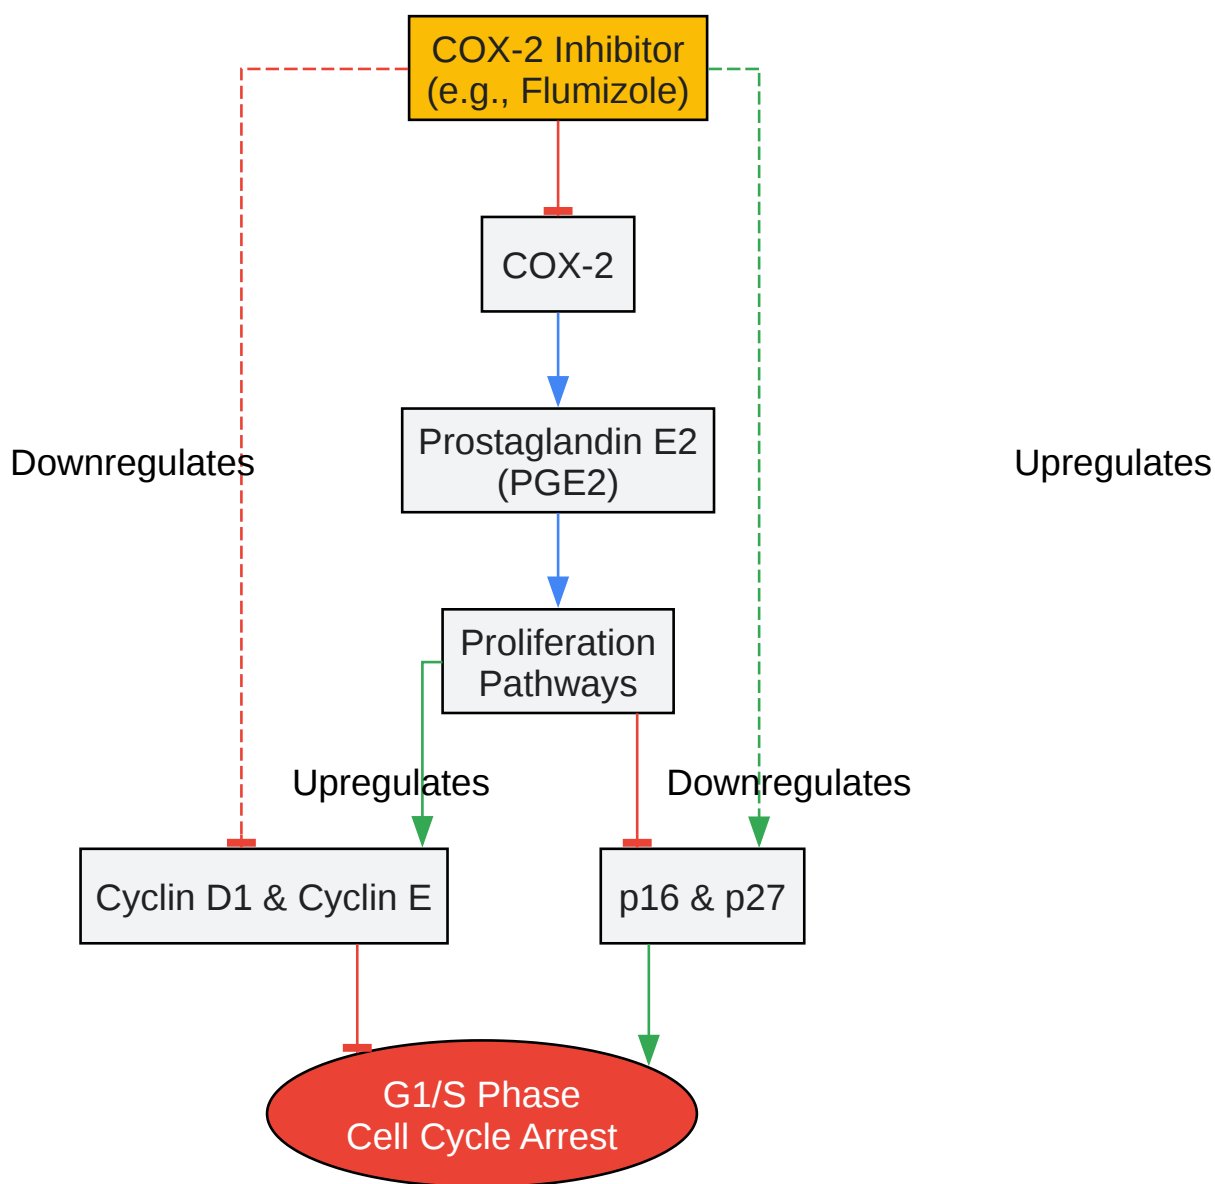 COX-2 Inhibitor
(e.g., Flumizole)
COX-2
Prostaglandin E2
(PGE2)
Downregulates
Upregulates
Proliferation
Pathways
Upregulates
Downregulates
Cyclin D1 & Cyclin E
p16 & p27
G1/S Phase
Cell Cycle Arrest